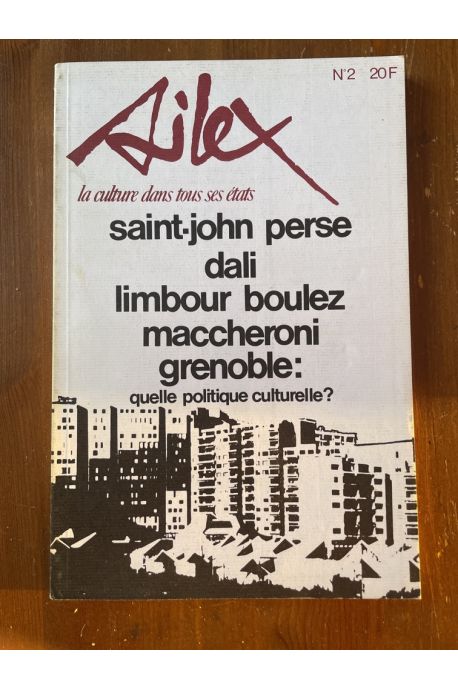 N°2 20F
Silex
la culture dans tous ses états
saint-john perse
dali
limbour boulez
maccheroni
grenoble:
quelle politique culturelle?